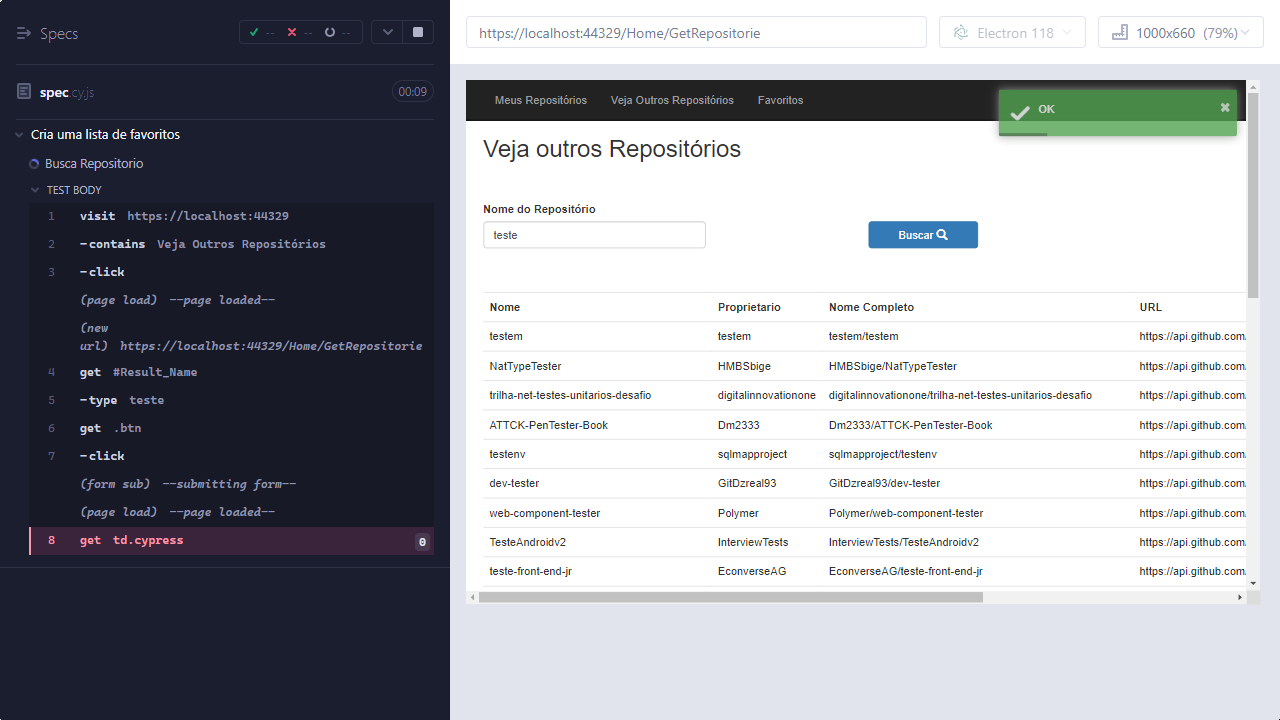 Specs
-- -- --
spec.cy.js 00:09
Cria uma lista de favoritos
Busca Repositorio
TEST BODY
1 visit https://localhost:44329
2 -contains Veja Outros Repositórios
3 -click
(page load) --page loaded--
(new
url) https://localhost:44329/Home/GetRepositorie
4 get #Result_Name
5 -type teste
6 get .btn
7 -click
(form sub) --submitting form--
(page load) --page loaded--
8 get td.cypress 0
https://localhost:44329/Home/GetRepositorie
Electron 118
1000x660 (79%)
Meus Repositórios Veja Outros Repositórios Favoritos
OK ×
Veja outros Repositórios
Nome do Repositório
teste
Buscar
Nome Proprietario Nome Completo URL
testem testem testem/testem https://api.github.com/
NatTypeTester HMBSbige HMBSbige/NatTypeTester https://api.github.com/
trilha-net-testes-unitarios-desafio digitalinnovationone digitalinnovationone/trilha-net-testes-unitarios-desafio https://api.github.com/
ATTCK-PenTester-Book Dm2333 Dm2333/ATTCK-PenTester-Book https://api.github.com/
testenv sqlmapproject sqlmapproject/testenv https://api.github.com/
dev-tester GitDzreal93 GitDzreal93/dev-tester https://api.github.com/
web-component-tester Polymer Polymer/web-component-tester https://api.github.com/
TesteAndroidv2 InterviewTests InterviewTests/TesteAndroidv2 https://api.github.com/
teste-front-end-jr EconverseAG EconverseAG/teste-front-end-jr https://api.github.com/